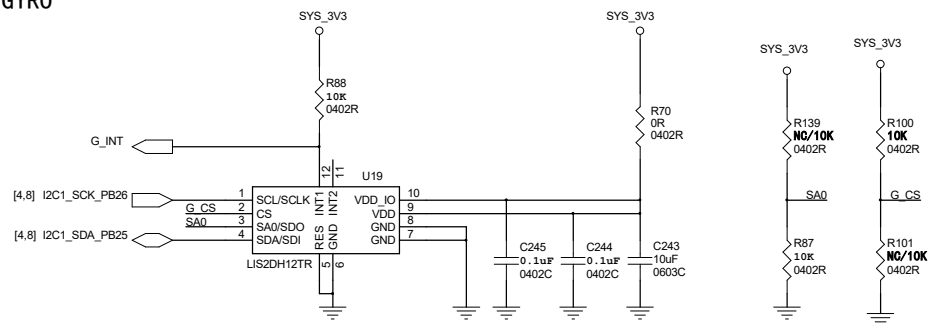 GYRO
SYS_3V3
SYS_3V3
SYS_3V3
SYS_3V3
R88
10K
0402R
R70
0R
0402R
R139
NC/10K
0402R
R100
10K
0402R
G_INT
12
11
U19
[4,8] I2C1_SCK_PB26
1
SCL/SCLK
INT1
INT2
VDD_IO
10
G_CS
2
CS
VDD
9
SA0
3
SA0/SDO
RES
GND
GND
8
[4,8] I2C1_SDA_PB25
4
SDA/SDI
GND
7
LIS2DH12TR
5
6
SA0
G_CS
C245
0.1uF
0402C
C244
0.1uF
0402C
C243
10uF
0603C
R87
10K
0402R
R101
NC/10K
0402R